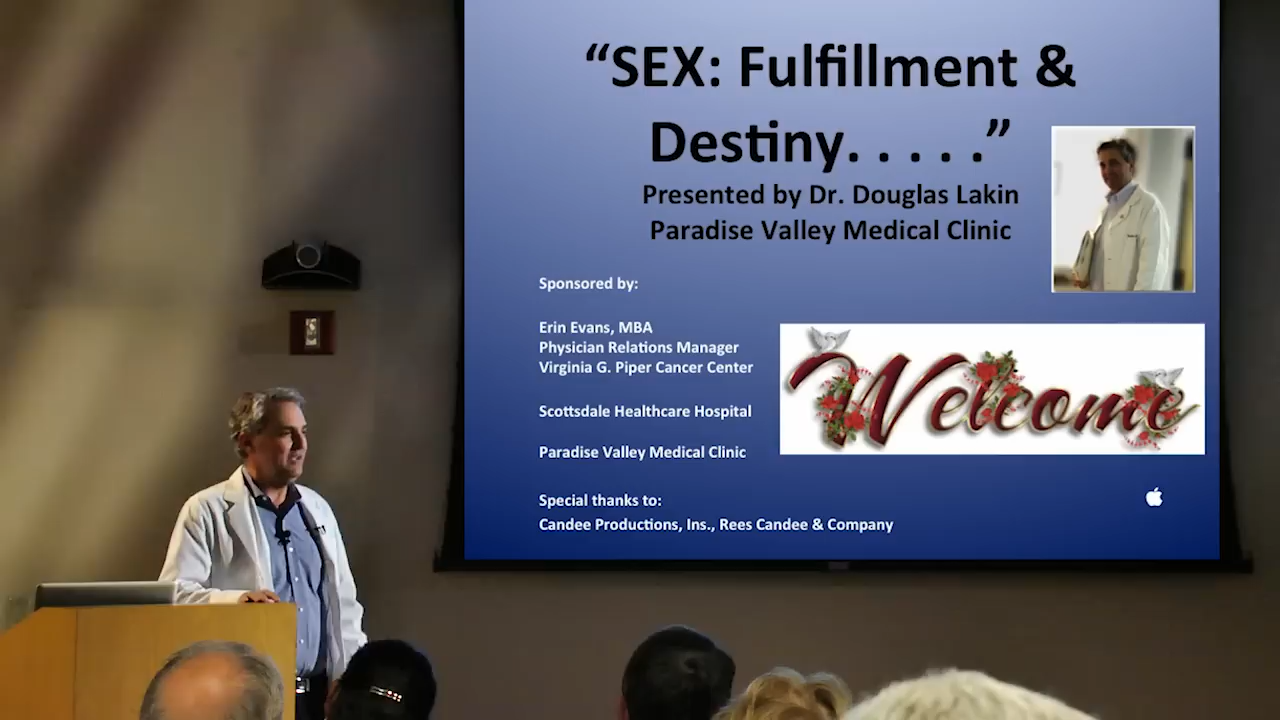 “SEX: Fulfillment &
Destiny. . . . .”
Presented by Dr. Douglas Lakin
Paradise Valley Medical Clinic
Sponsored by:
Erin Evans, MBA
Physician Relations Manager
Virginia G. Piper Cancer Center
Welcome
Scottsdale Healthcare Hospital
Paradise Valley Medical Clinic
Special thanks to:
Candee Productions, Ins., Rees Candee & Company